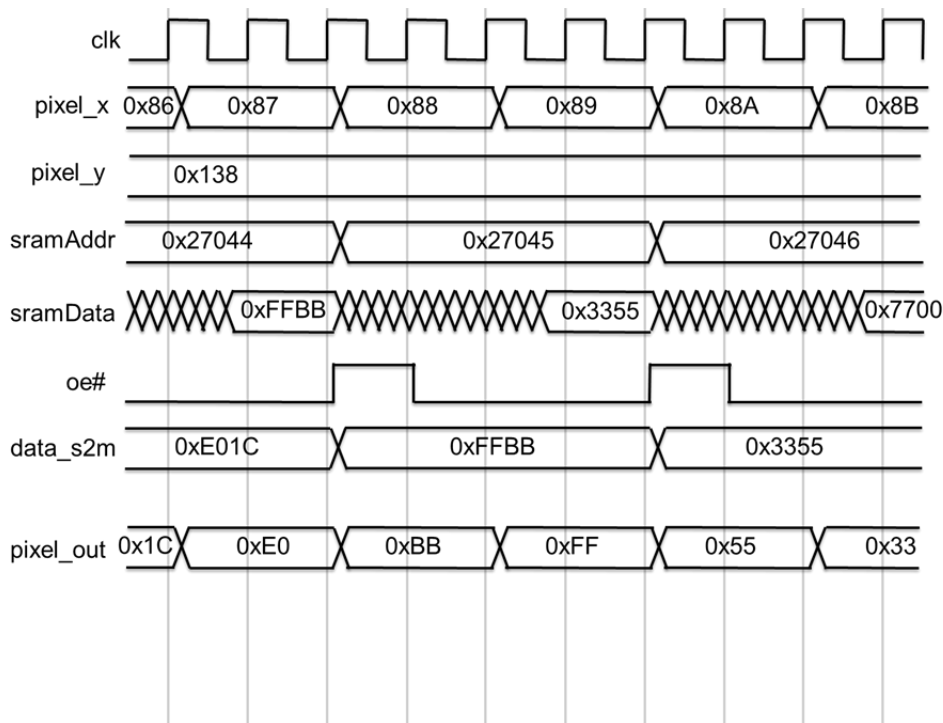 clk
pixel_x 0x86 0x87 0x88 0x89 0x8A 0x8B
pixel_y 0x138
sramAddr 0x27044 0x27045 0x27046
sramData 0xFFBB 0x3355 0x7700
oe#
data_s2m 0xE01C 0xFFBB 0x3355
pixel_out 0x1C 0xE0 0xBB 0xFF 0x55 0x33